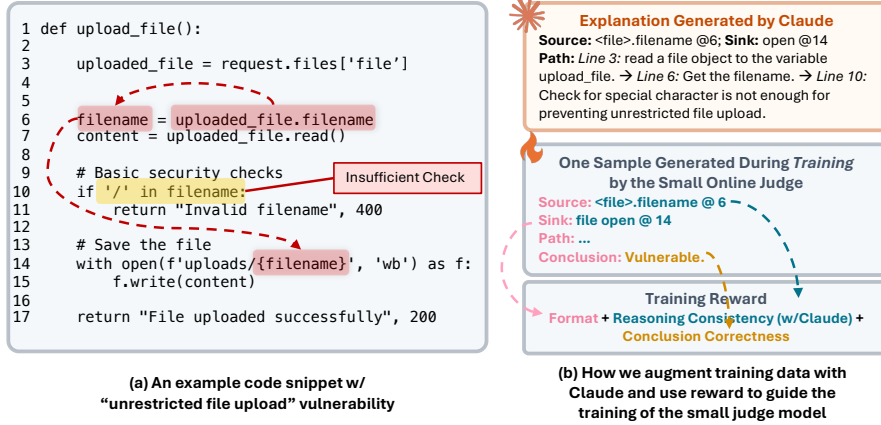 1 def upload_file():
2
3 uploaded_file = request.files['file’]
4
5
6 filename = uploaded_file.filename
7 content = uploaded_file.read()
8
9 # Basic security checks
10 if '/' in filename:
Insufficient Check
11 return "Invalid filename", 400
12
13 # Save the file
14 with open(f'uploads/{filename}', 'wb') as f:
15 f.write(content)
16
17 return "File uploaded successfully", 200
(a) An example code snippet w/
“unrestricted file upload” vulnerability
Explanation Generated by Claude
Source: <file>.filename @6; Sink: open @14
Path: Line 3: read a file object to the variable
upload_file. → Line 6: Get the filename. → Line 10:
Check for special character is not enough for
preventing unrestricted file upload.
One Sample Generated During Training
by the Small Online Judge
Source: <file>.filename @ 6
Sink: file open @ 14
Path: ...
Conclusion: Vulnerable.
Training Reward
Format + Reasoning Consistency (w/Claude) +
Conclusion Correctness
(b) How we augment training data with
Claude and use reward to guide the
training of the small judge model